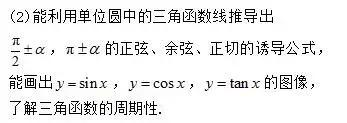 (2)能利用单位圆中的三角函数线推导出
π/2 ± α，π ± α 的正弦、余弦、正切的诱导公式，
能画出 y = sin x，y = cos x，y = tan x 的图像，
了解三角函数的周期性.